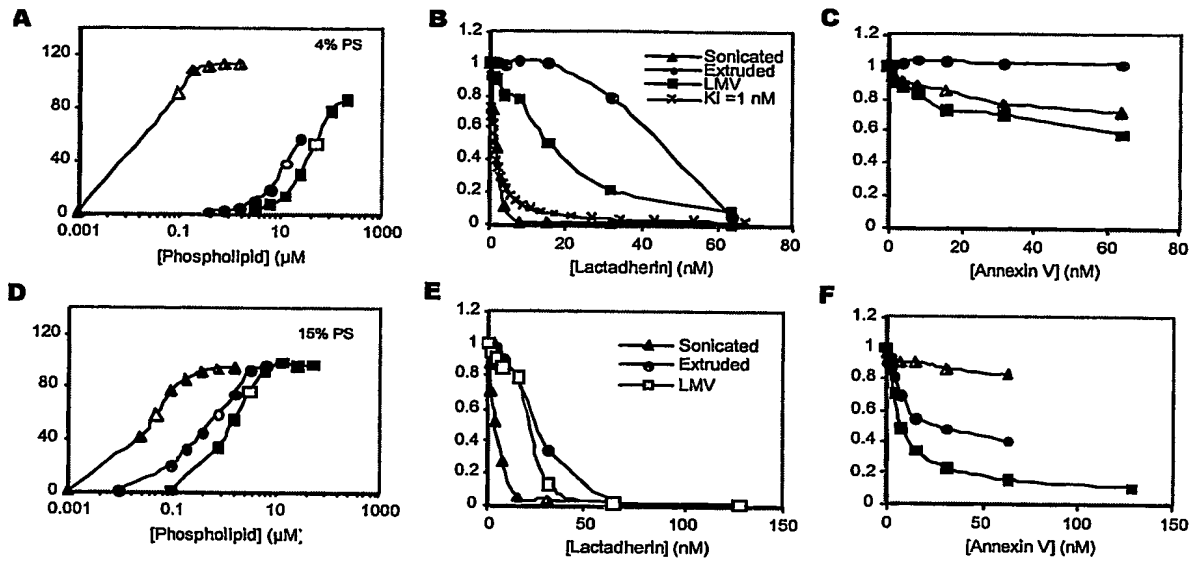 A
B
C
120
80
40
0
0.001
0.1
10
1000
4% PS
[Phospholipid] (µM
1.2
1
0.8
0.6
0.4
0.2
0
0
20
40
60
80
Sonicated
Extruded
LMV
KI =1 nM
[Lactadherin] (nM)
1.2
1
0.8
0.6
0.4
0.2
0
0
20
40
60
80
[Annexin V] (nM)
D
E
F
120
80
40
0
0.001
0.1
10
1000
15% PS
[Phospholipid] (µM;
1.2
1
0.8
0.6
0.4
0.2
0
0
50
100
150
Sonicated
Extruded
LMV
[Lactadherin] (nM)
1.2
1
0.8
0.6
0.4
0.2
0
0
50
100
150
[Annexin V] (nM)